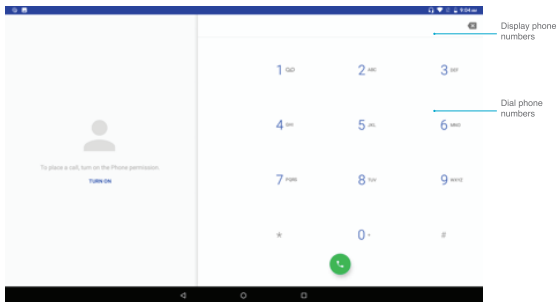 9:04 AM
Display phone
numbers
1
2 ABC
3 DEF
Dial phone
numbers
4 GHI
5 JKL
6 MNO
To place a call, turn on the Phone permission.
TURN ON
7 PQRS
8 TUV
9 WXYZ
*
0 +
#